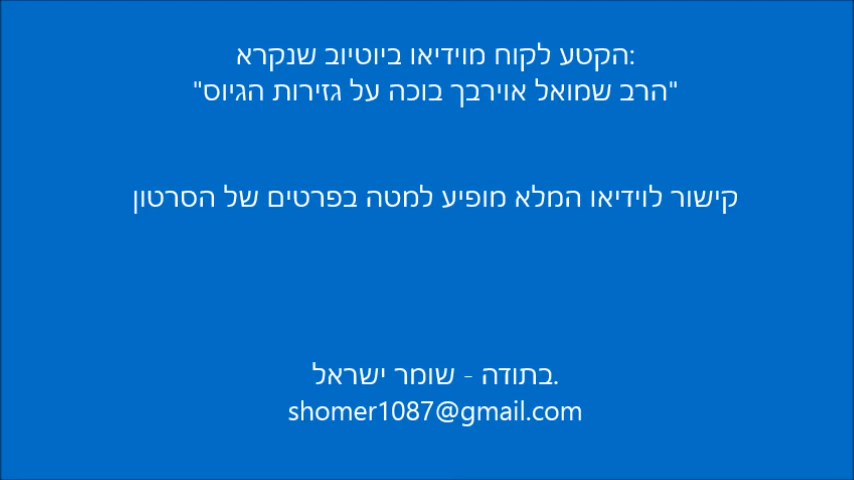 הקטע לקוח מוידיאו ביוטיוב שנקרא:
"הרב שמואל אוירבך בוכה על גזירות הגיוס"
קישור לוידיאו המלא מופיע למטה בפרטים של הסרטון
בתודה - שומר ישראל.
shomer1087@gmail.com